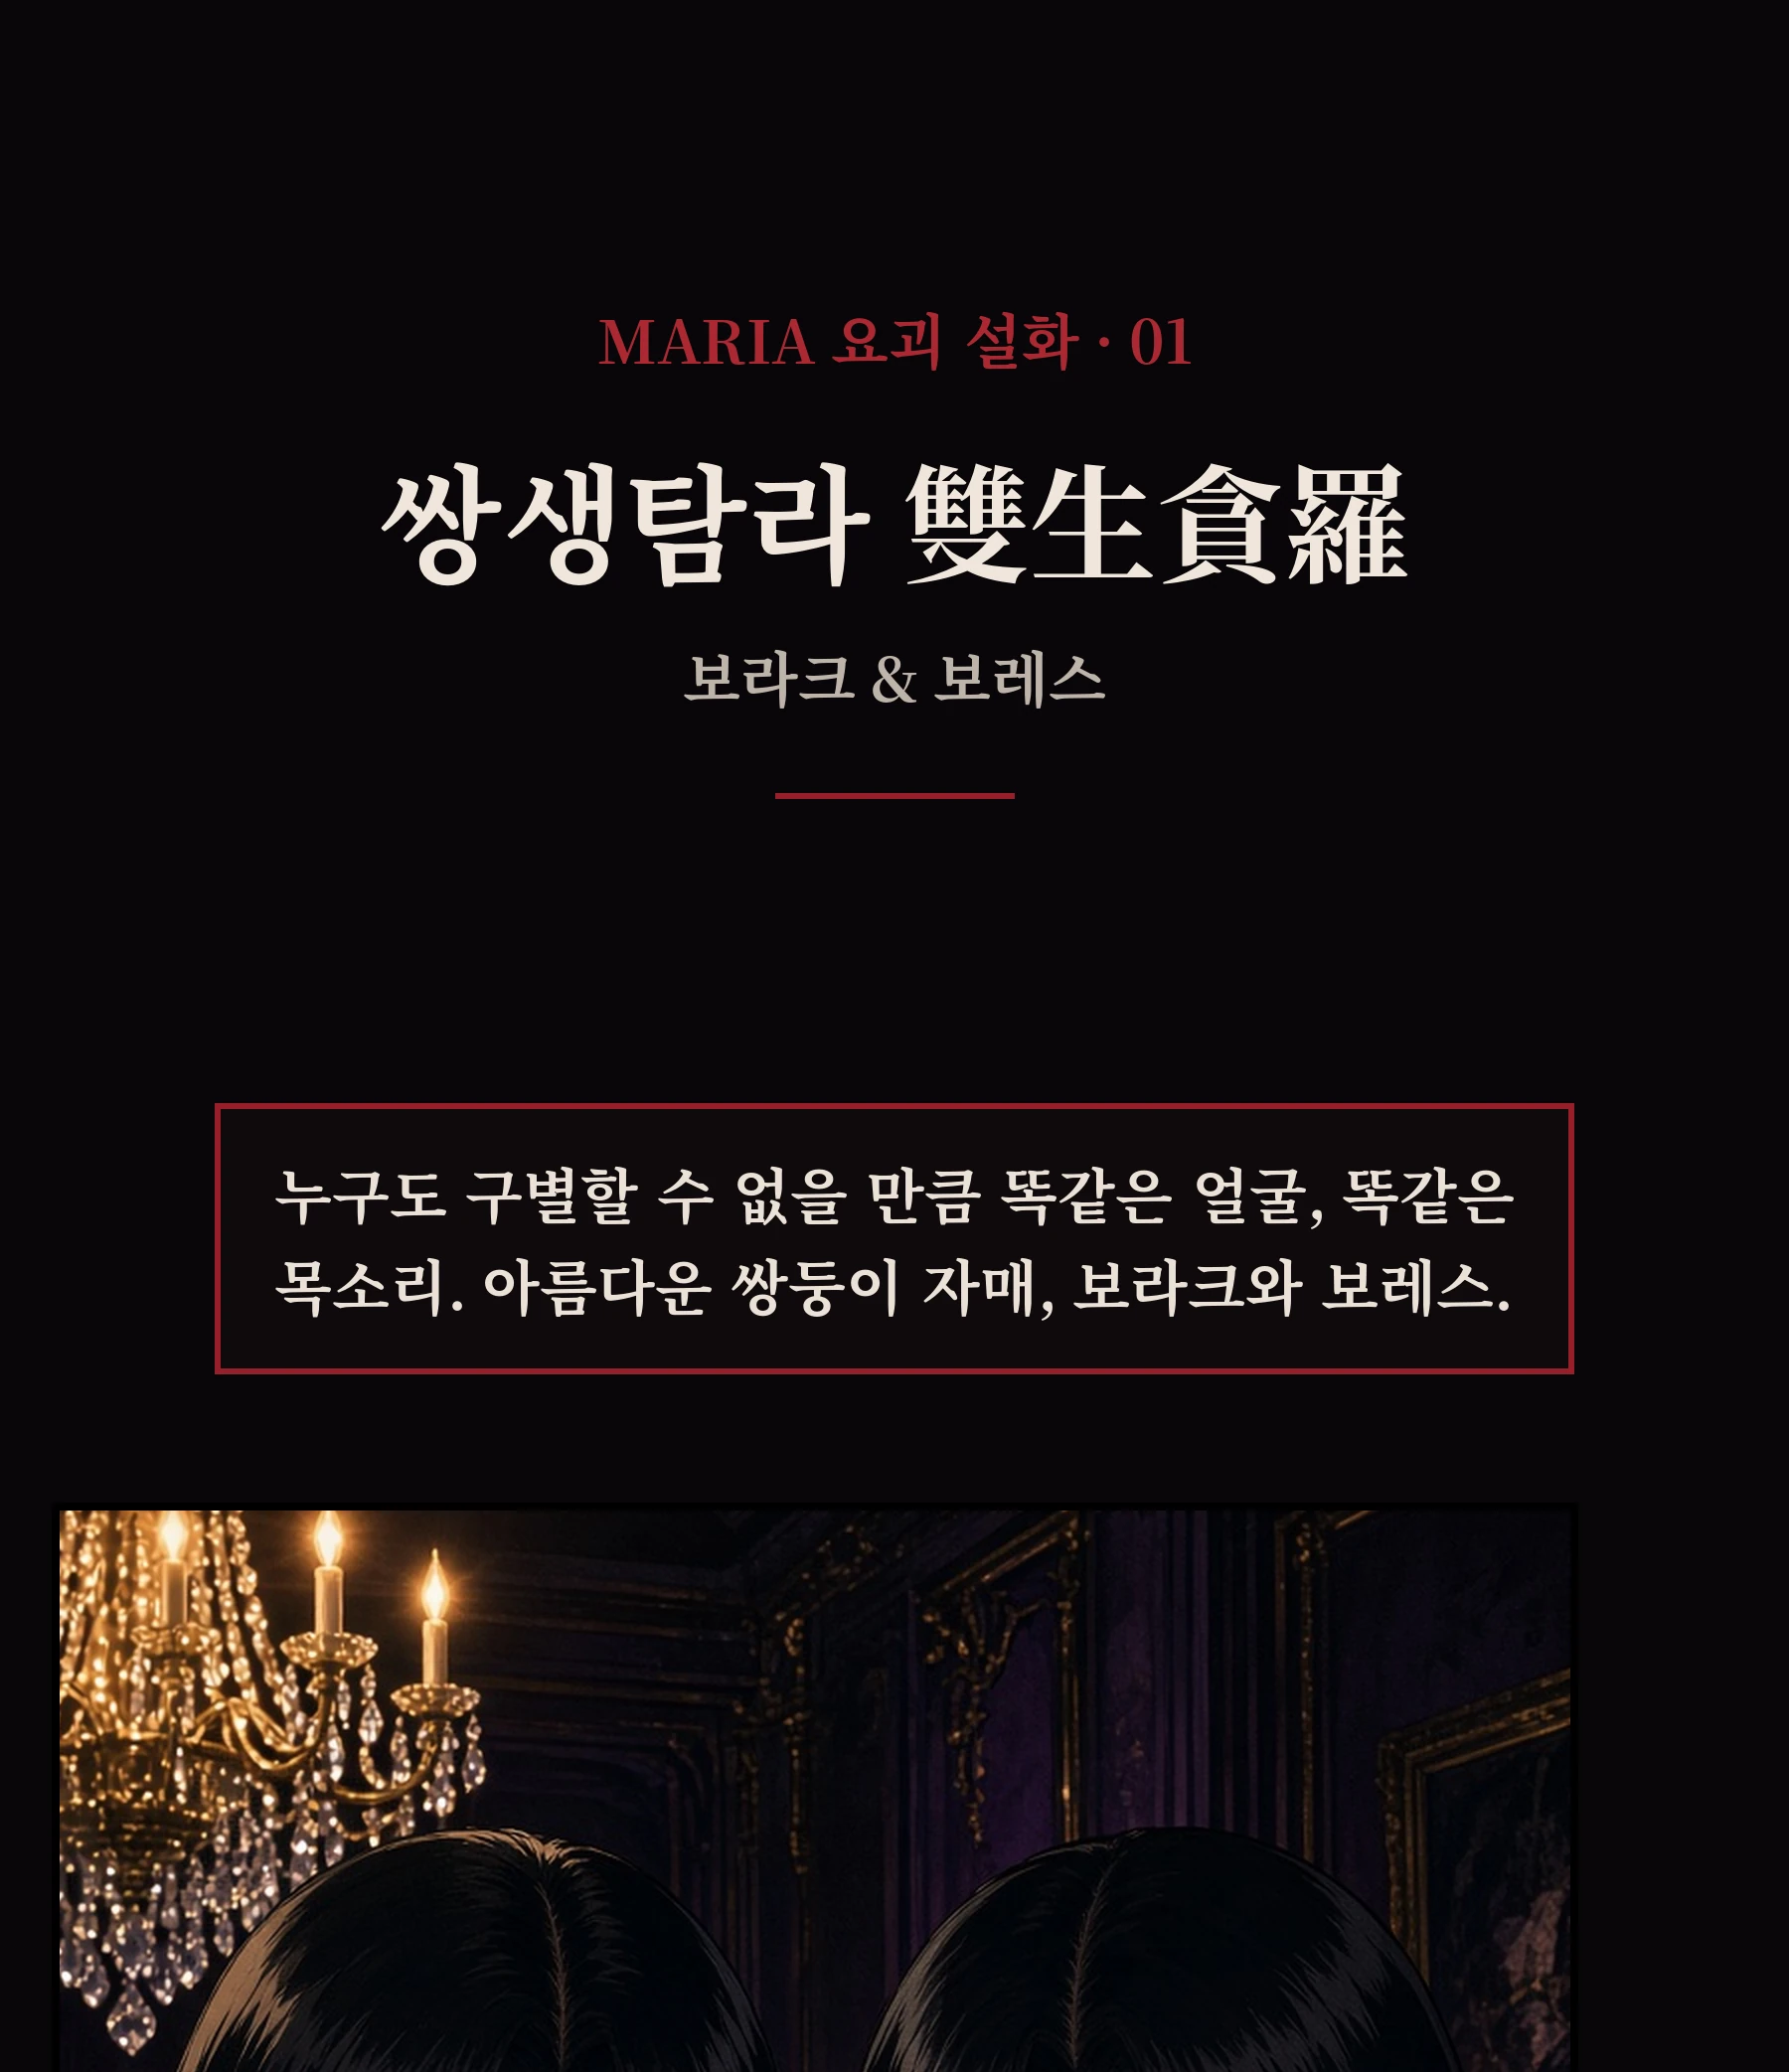 MARIA 요괴 설화 · 01
쌍생탐라 雙生貪羅
보라크 & 보레스
누구도 구별할 수 없을 만큼 똑같은 얼굴, 똑같은
목소리. 아름다운 쌍둥이 자매, 보라크와 보레스.